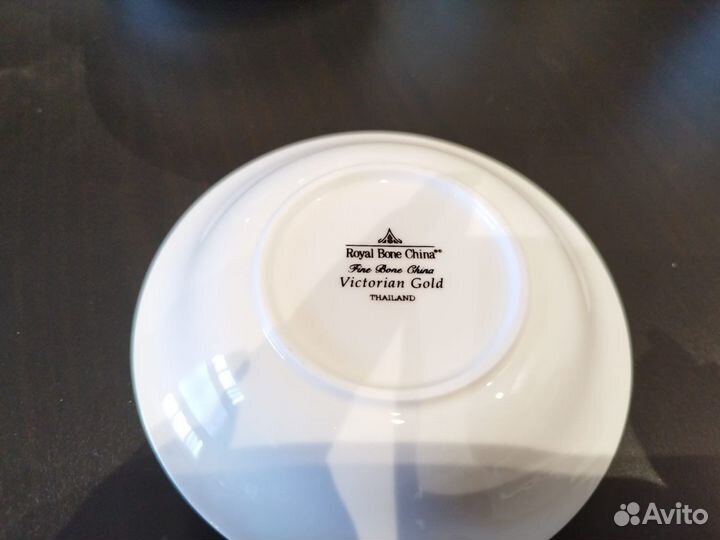 Royal Bone China
Fine Bone China
Victorian Gold
THAILAND
Avito